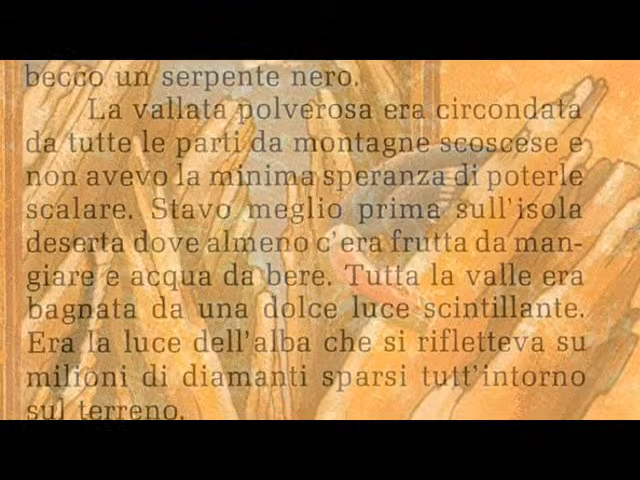 becco un serpente nero.
La vallata polverosa era circondata
da tutte le parti da montagne scoscese e
non avevo la minima speranza di poterle
scalare. Stavo meglio prima sull'isola
deserta dove almeno c'era frutta da man-
giare e acqua da bere. Tutta la valle era
bagnata da una dolce luce scintillante.
Era la luce dell'alba che si rifletteva su
milioni di diamanti sparsi tutt'intorno
sul terreno.